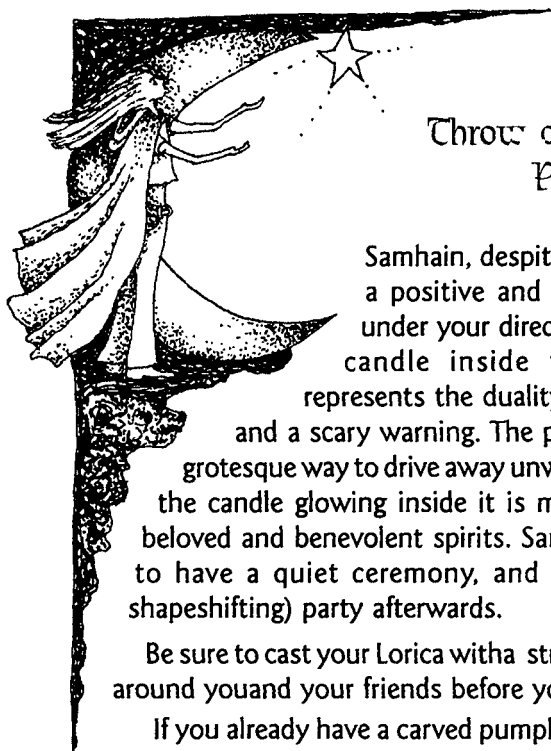 Throw
Samhain, despit
a positive and
under your direc
candle inside
represents the duality
and a scary warning. The p
grotesque way to drive away unw
the candle glowing inside it is m
beloved and benevolent spirits. Sar
to have a quiet ceremony, and
shapeshifting) party afterwards.
Be sure to cast your Lorica witha str
around youand your friends before yo
If you already have a carved pumpl